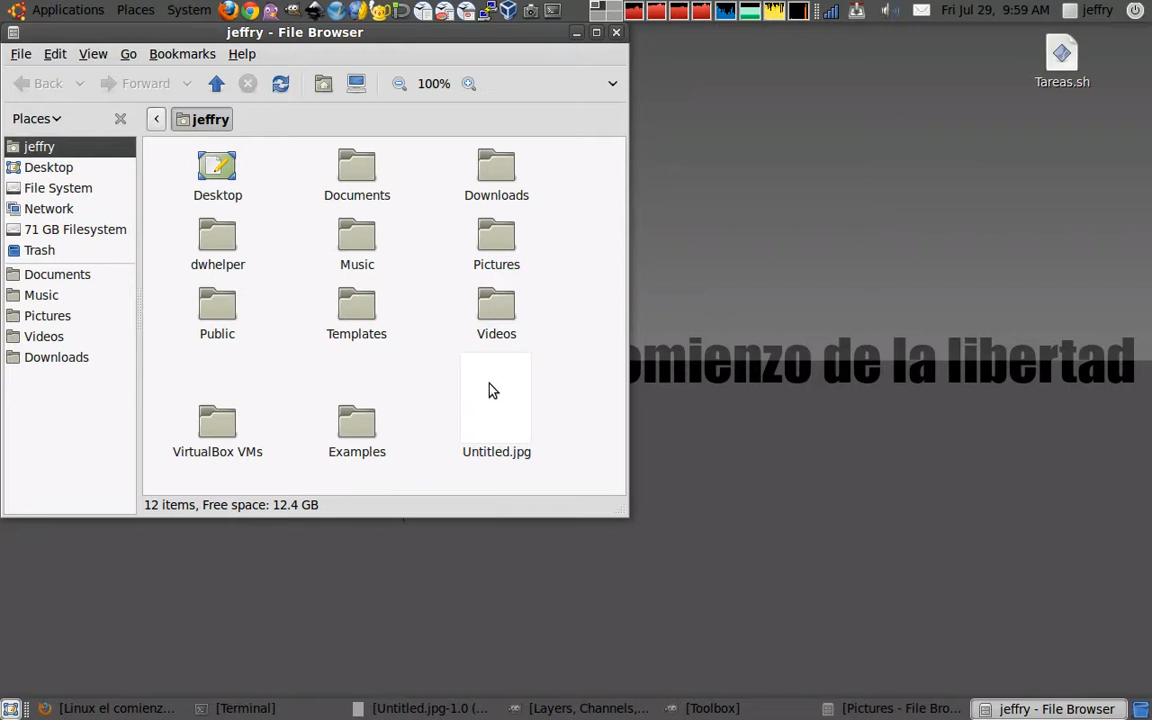 Applications Places System Fri Jul 29, 9:59 AM jeffry
jeffry - File Browser
Tareas.sh
File Edit View Go Bookmarks Help
Back Forward 100%
Places jeffry
jeffry
Desktop
File System
Network
71 GB Filesystem
Trash
Documents
Music
Pictures
Videos
Downloads
Desktop Documents Downloads
dwhelper Music Pictures
Public Templates Videos
VirtualBox VMs Examples Untitled.jpg
omienzo de la libertad
12 items, Free space: 12.4 GB
[Linux el comienz... [Terminal] [Untitled.jpg-1.0 (... [Layers, Channels,... [Toolbox] [Pictures - File Bro... jeffry - File Browser